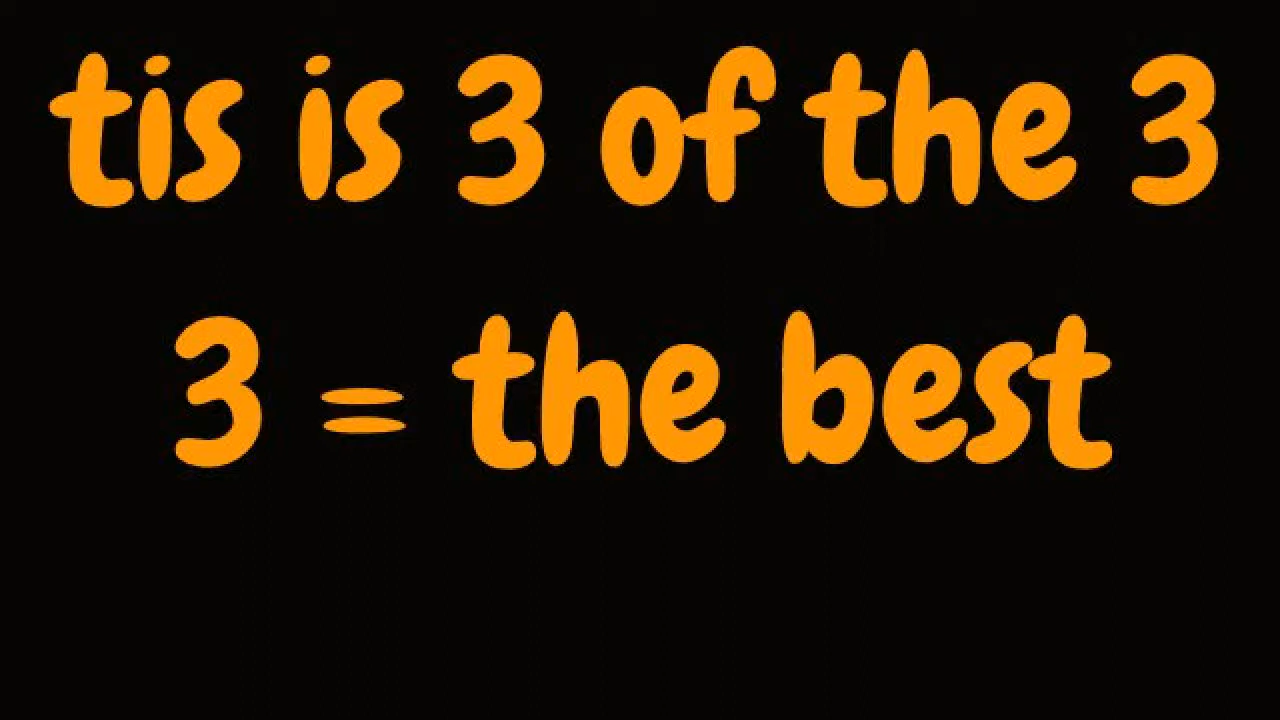 tis is 3 of the 3
3 = the best